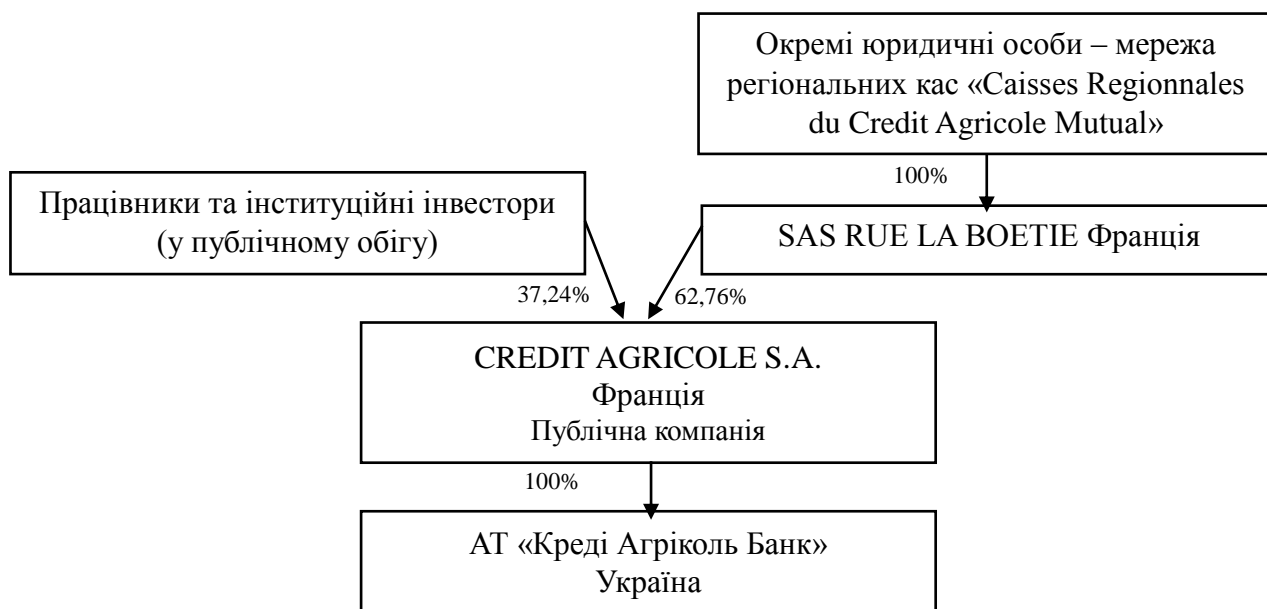 Окремі юридичні особи – мережа
регіональних кас «Caisses Regionnales
du Credit Agricole Mutual»
100%
Працівники та інституційні інвестори
(у публічному обігу)
SAS RUE LA BOETIE Франція
37,24%
62,76%
CREDIT AGRICOLE S.A.
Франція
Публічна компанія
100%
АТ «Креді Агріколь Банк»
Україна